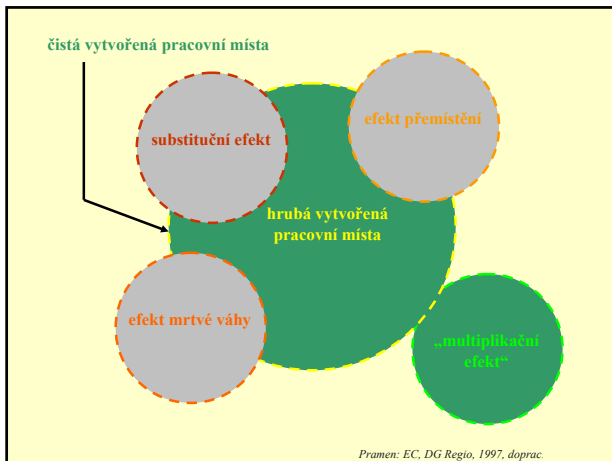 čistá vytvořená pracovní místa
efekt přemístění
substituční efekt
hrubá vytvořená
pracovní místa
efekt mrtvé váhy
„multiplikační
efekt“
Pramen: EC, DG Regio, 1997, doprac.